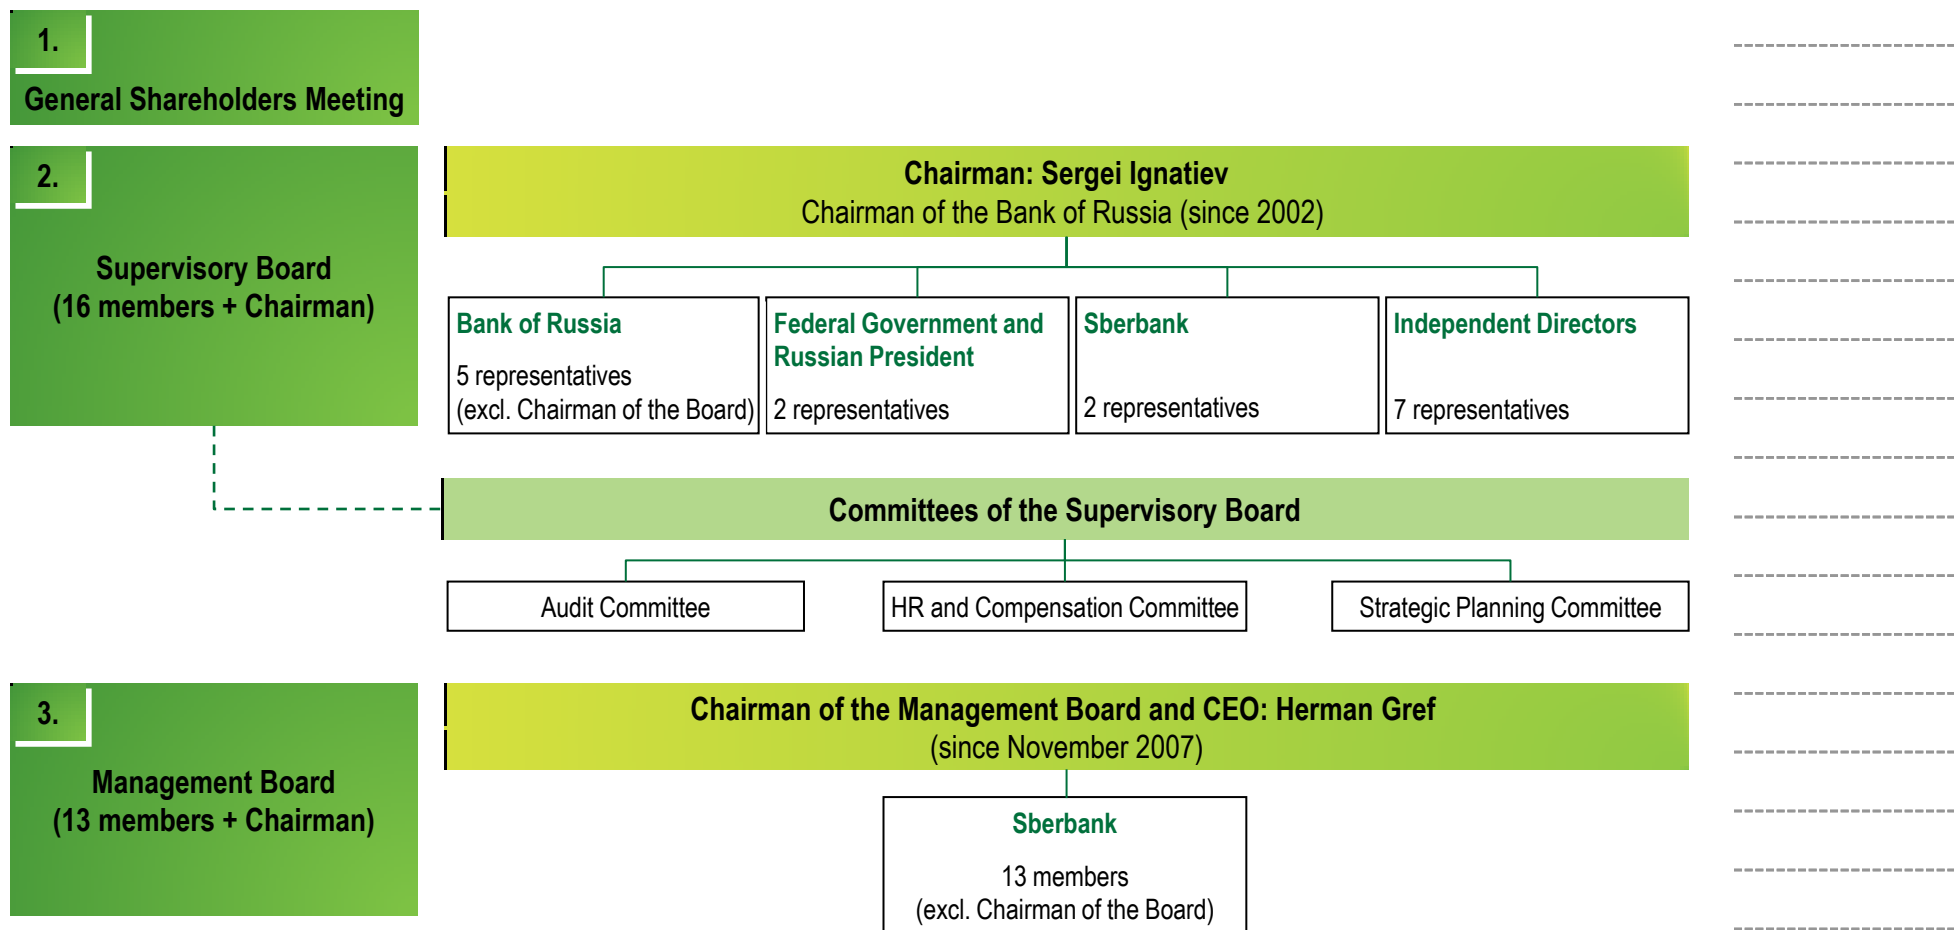 1.
General Shareholders Meeting
2.
Supervisory Board
(16 members + Chairman)
Chairman: Sergei Ignatiev
Chairman of the Bank of Russia (since 2002)
Bank of Russia
5 representatives
(excl. Chairman of the Board)
Federal Government and
Russian President
2 representatives
Sberbank
2 representatives
Independent Directors
7 representatives
Committees of the Supervisory Board
Audit Committee
HR and Compensation Committee
Strategic Planning Committee
3.
Management Board
(13 members + Chairman)
Chairman of the Management Board and CEO: Herman Gref
(since November 2007)
Sberbank
13 members
(excl. Chairman of the Board)